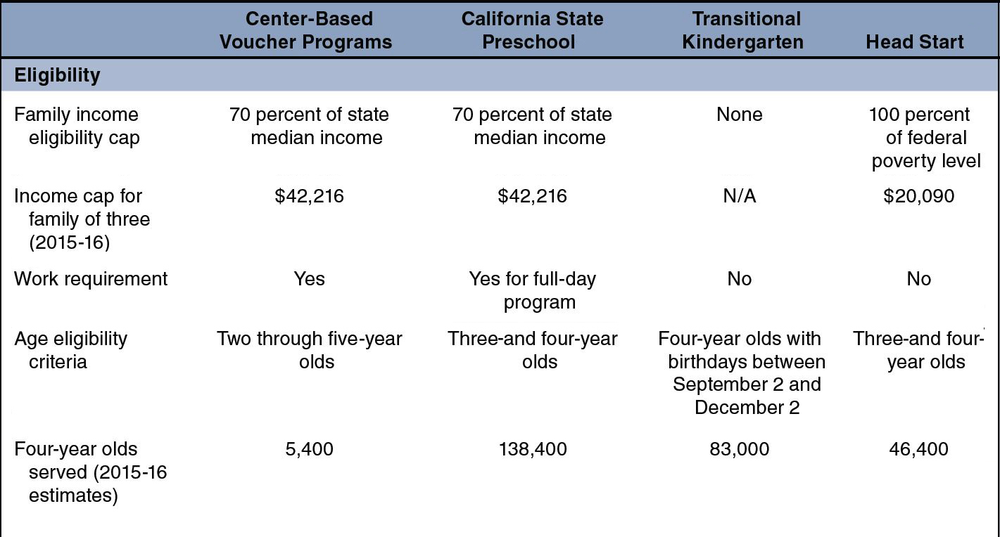 Center-Based Voucher Programs California State Preschool Transitional Kindergarten Head Start
Eligibility
Family income eligibility cap 70 percent of state median income 70 percent of state median income None 100 percent of federal poverty level
Income cap for family of three (2015-16) $42,216 $42,216 N/A $20,090
Work requirement Yes Yes for full-day program No No
Age eligibility criteria Two through five-year olds Three-and four-year olds Four-year olds with birthdays between September 2 and December 2 Three-and four-year olds
Four-year olds served (2015-16 estimates) 5,400 138,400 83,000 46,400